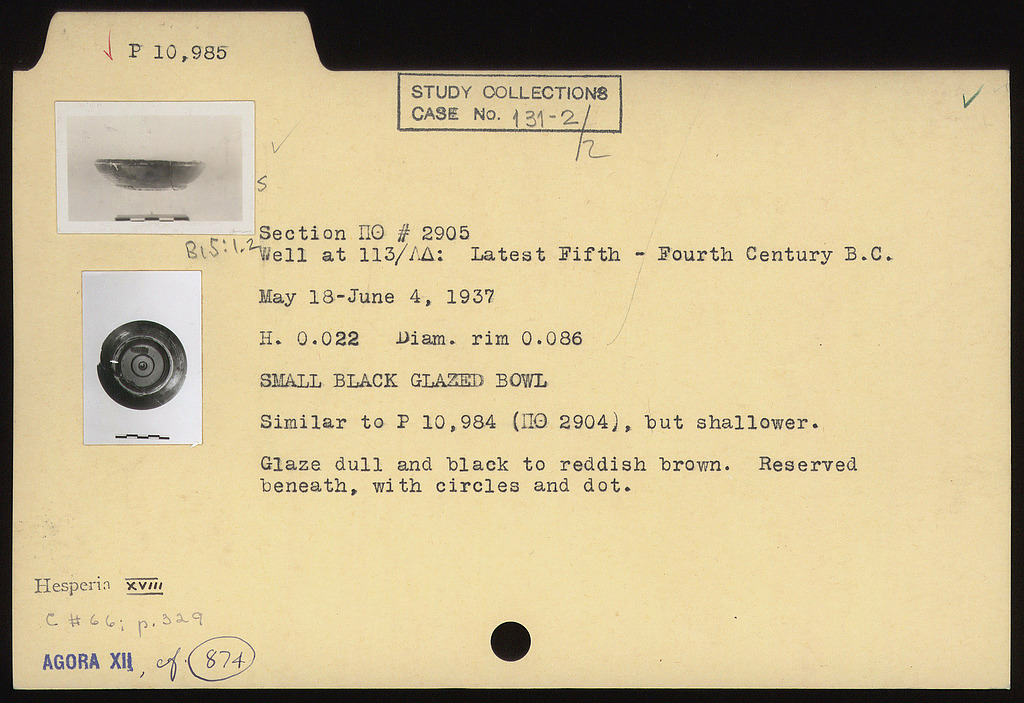 P 10,985
STUDY COLLECTIONS
CASE No. 131-2/2
S
B15:1.2
Section ΠΘ # 2905
Well at 113/ΛΔ: Latest Fifth - Fourth Century B.C.
May 18-June 4, 1937
H. 0.022 Diam. rim 0.086
SMALL BLACK GLAZED BOWL
Similar to P 10,984 (ΠΘ 2904), but shallower.
Glaze dull and black to reddish brown. Reserved
beneath, with circles and dot.
Hesperia XVIII
C # 66; p. 329
AGORA XII, cf. 874